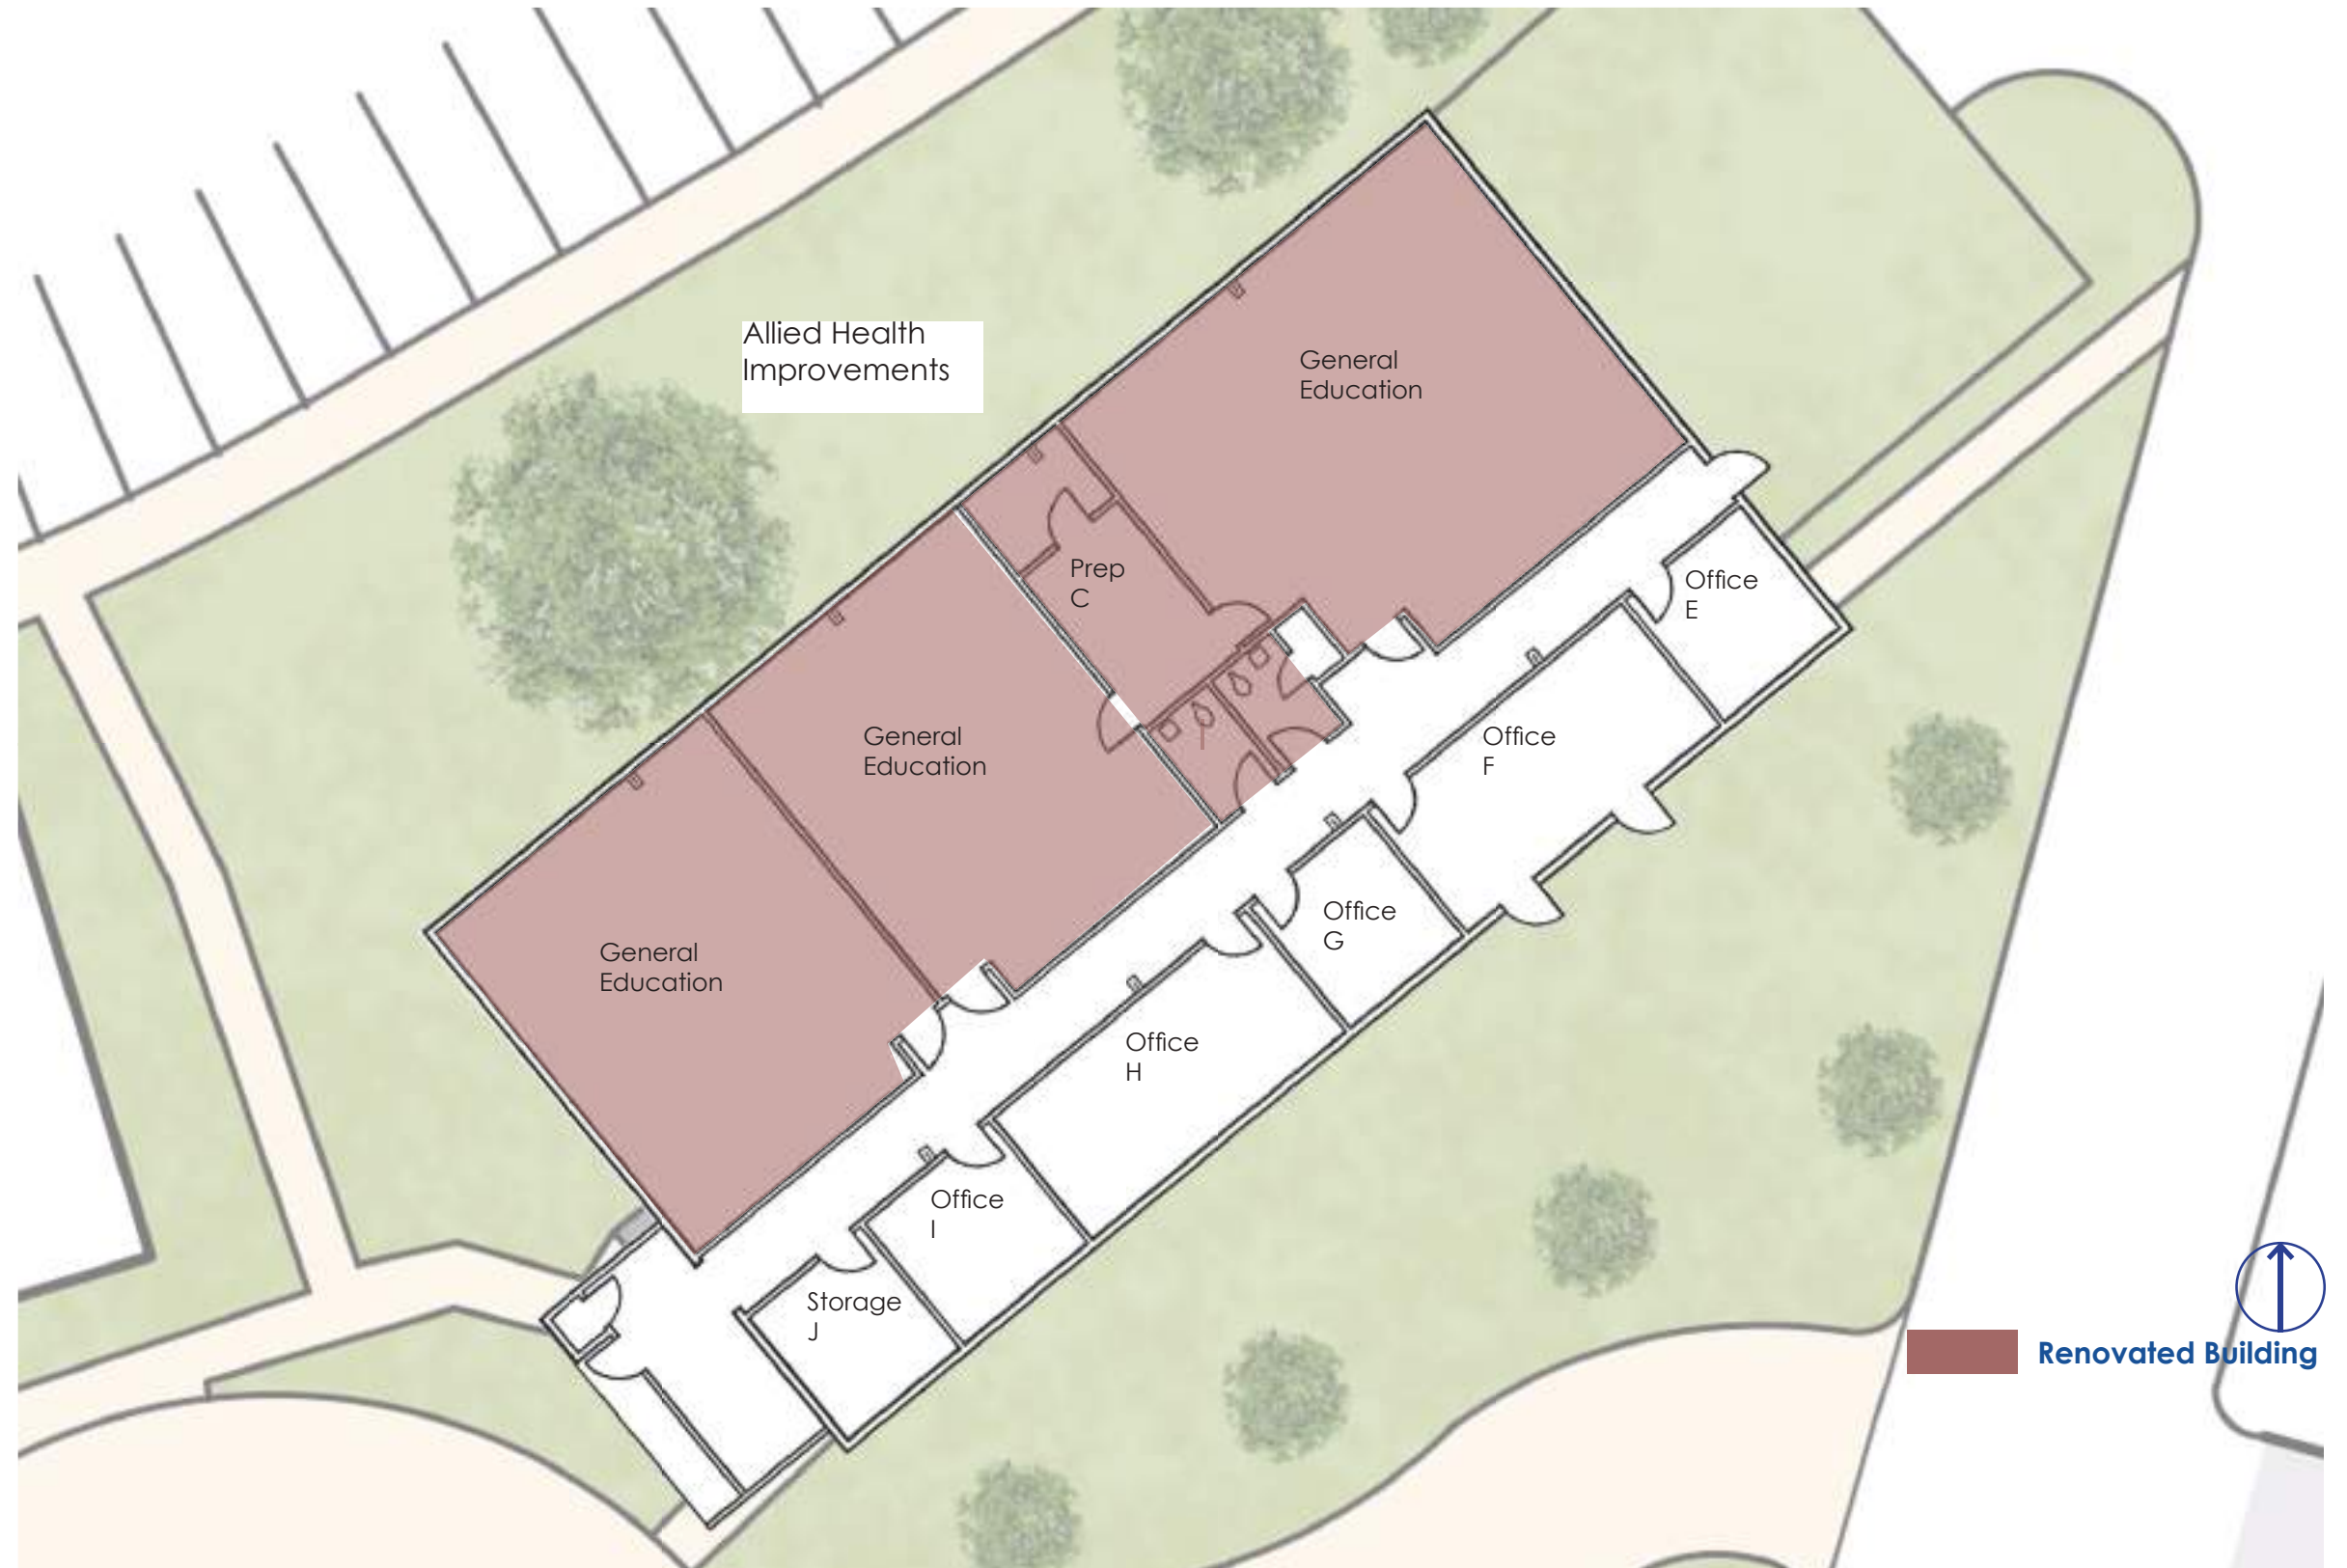 Allied Health
Improvements
General
Education
Prep
C
Office
E
General
Education
Office
F
General
Education
Office
G
Office
H
Office
I
Storage
J
Renovated Building